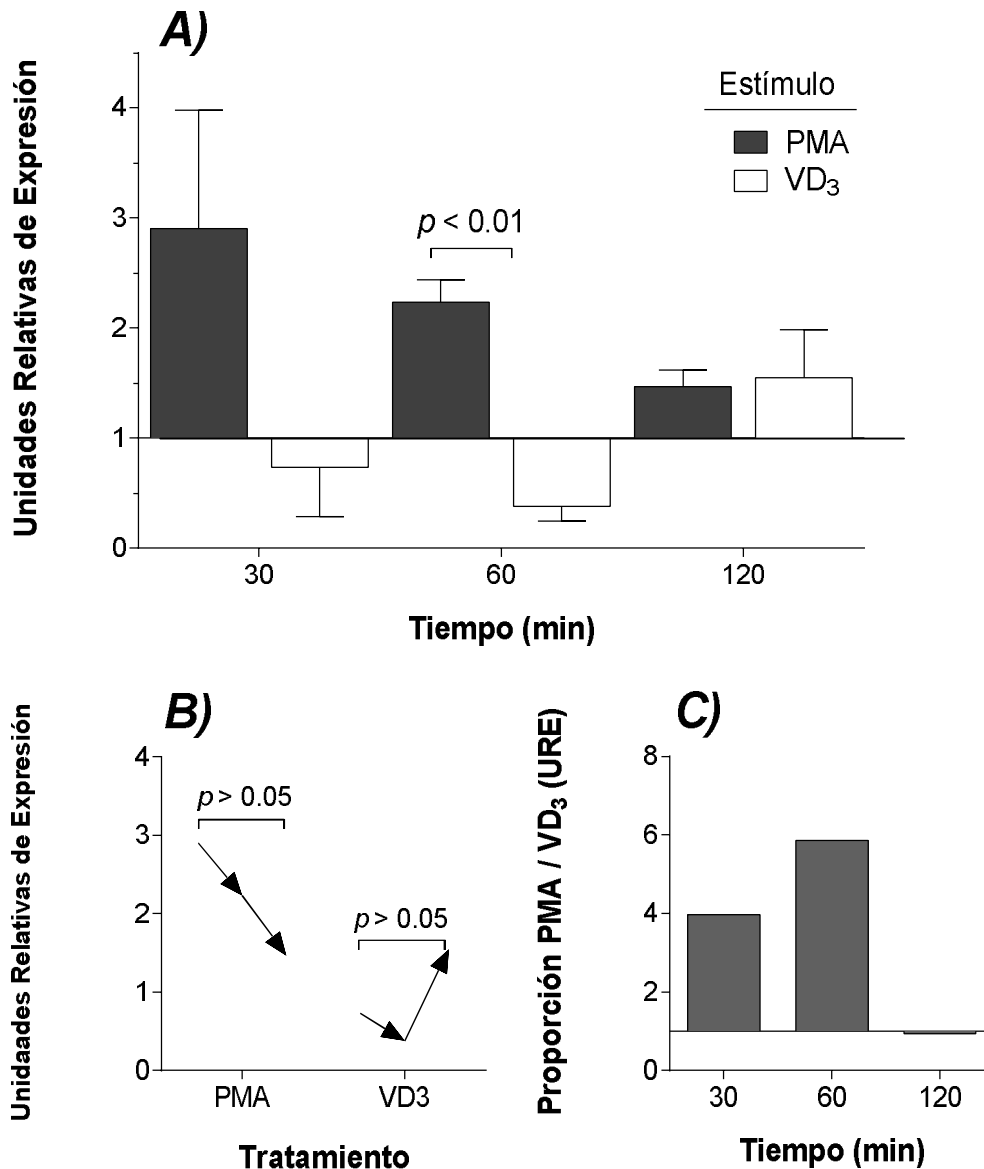 A)
Unidades Relativas de Expresión
4
3
2
1
0
Estímulo
PMA
VD₃
p < 0.01
30 60 120
Tiempo (min)
B)
Unidaades Relativas de Expresión
4
3
2
1
0
p > 0.05
p > 0.05
PMA VD3
Tratamiento
C)
Proporción PMA / VD₃ (URE)
8
6
4
2
0
30 60 120
Tiempo (min)